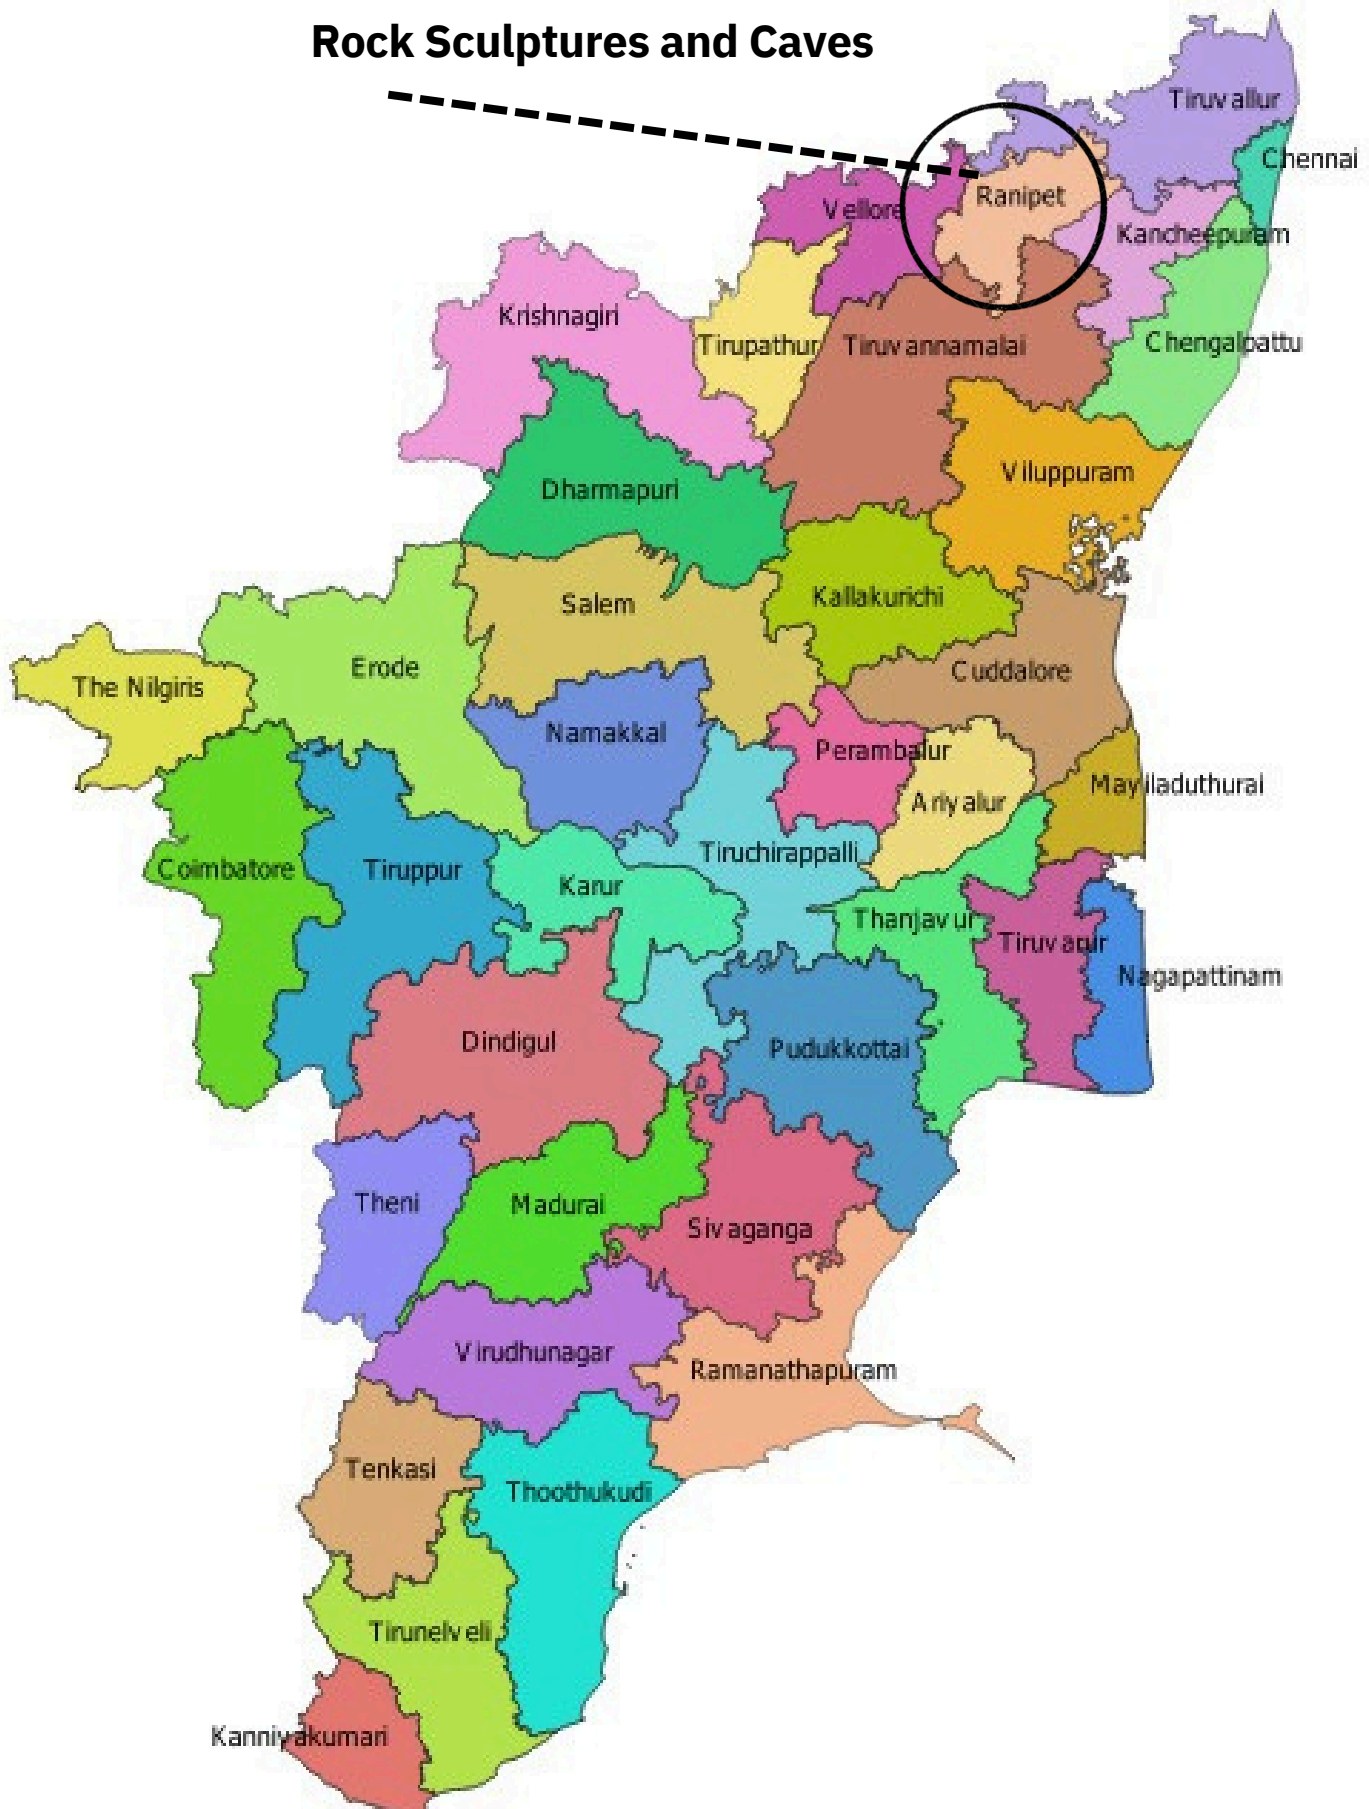 Rock Sculptures and Caves
Tiruvallur
Chennai
Ranipet
Vellore
Kancheepuram
Krishnagiri
Tirupathur
Tiruvannamalai
Chengalpattu
Viluppuram
Dharmapuri
Kallakurichi
Salem
Erode
Cuddalore
The Nilgiris
Namakkal
Perambalur
Mayiladuthurai
Ariyalur
Tiruchirappalli
Coimbatore
Tiruppur
Karur
Thanjavur
Tiruvarur
Nagapattinam
Dindigul
Pudukkottai
Theni
Madurai
Sivaganga
Virudhunagar
Ramanathapuram
Tenkasi
Thoothukudi
Tirunelveli
Kanniyakumari